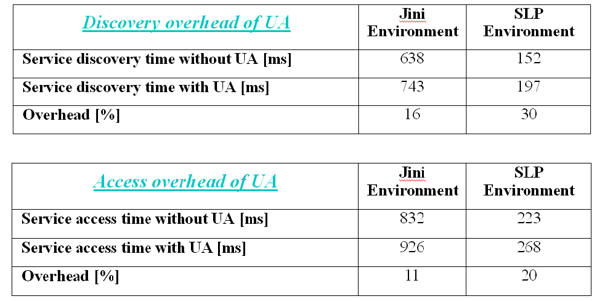 Discovery overhead of UA Jini Environment SLP Environment
Service discovery time without UA [ms] 638 152
Service discovery time with UA [ms] 743 197
Overhead [%] 16 30
Access overhead of UA Jini Environment SLP Environment
Service access time without UA [ms] 832 223
Service access time with UA [ms] 926 268
Overhead [%] 11 20